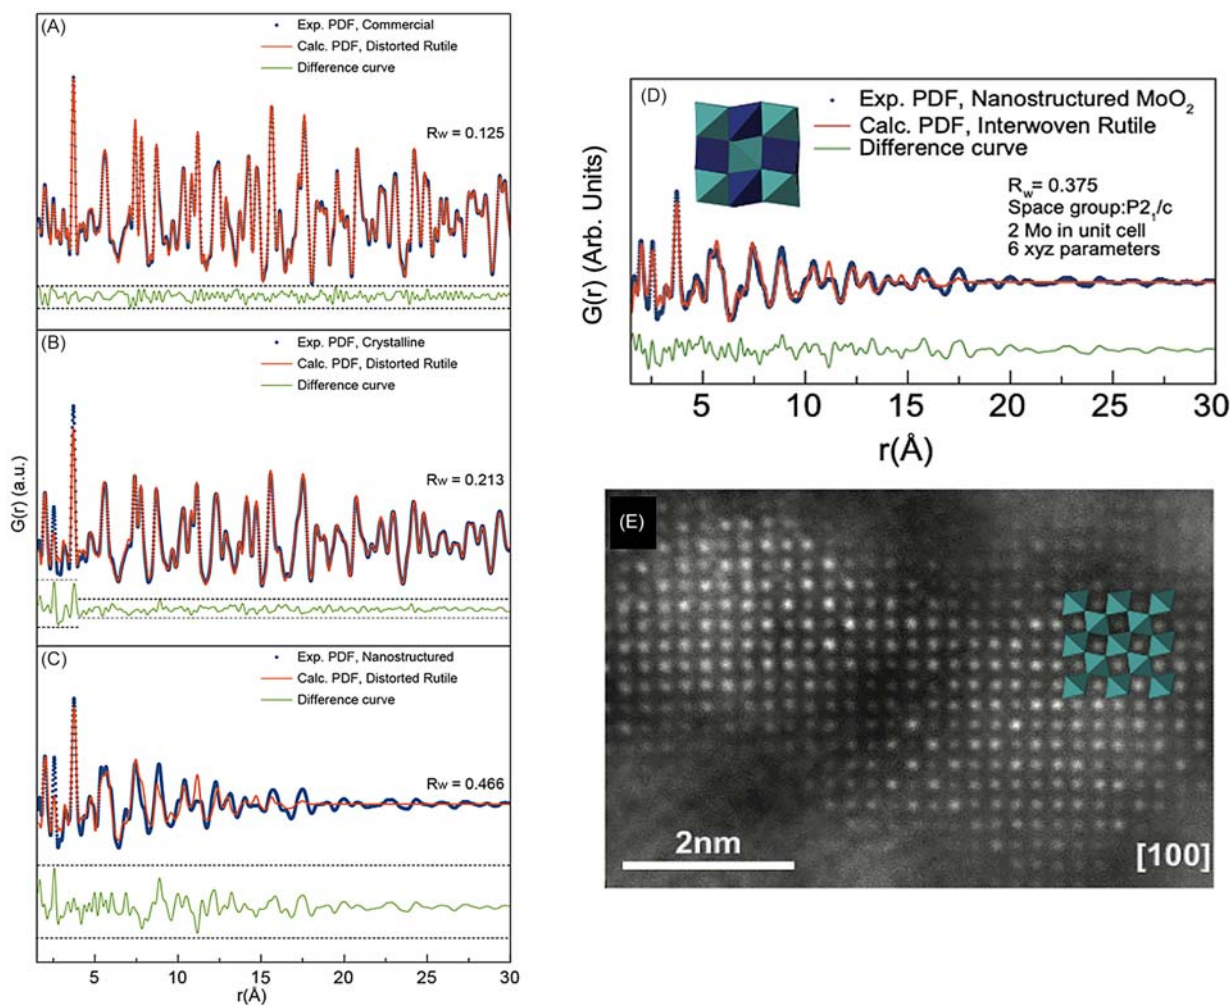 (A)
Exp. PDF, Commercial
Calc. PDF, Distorted Rutile
Difference curve
Rw = 0.125
(B)
Exp. PDF, Crystalline
Calc. PDF, Distorted Rutile
Difference curve
Rw = 0.213
G(r) (a.u.)
(C)
Exp. PDF, Nanostructured
Calc. PDF, Distorted Rutile
Difference curve
Rw = 0.466
5 10 15 20 25 30
r(Å)
(D)
Exp. PDF, Nanostructured MoO₂
Calc. PDF, Interwoven Rutile
Difference curve
Rw= 0.375
Space group:P2₁/c
2 Mo in unit cell
6 xyz parameters
G(r) (Arb. Units)
5 10 15 20 25 30
r(Å)
(E)
2nm
[100]